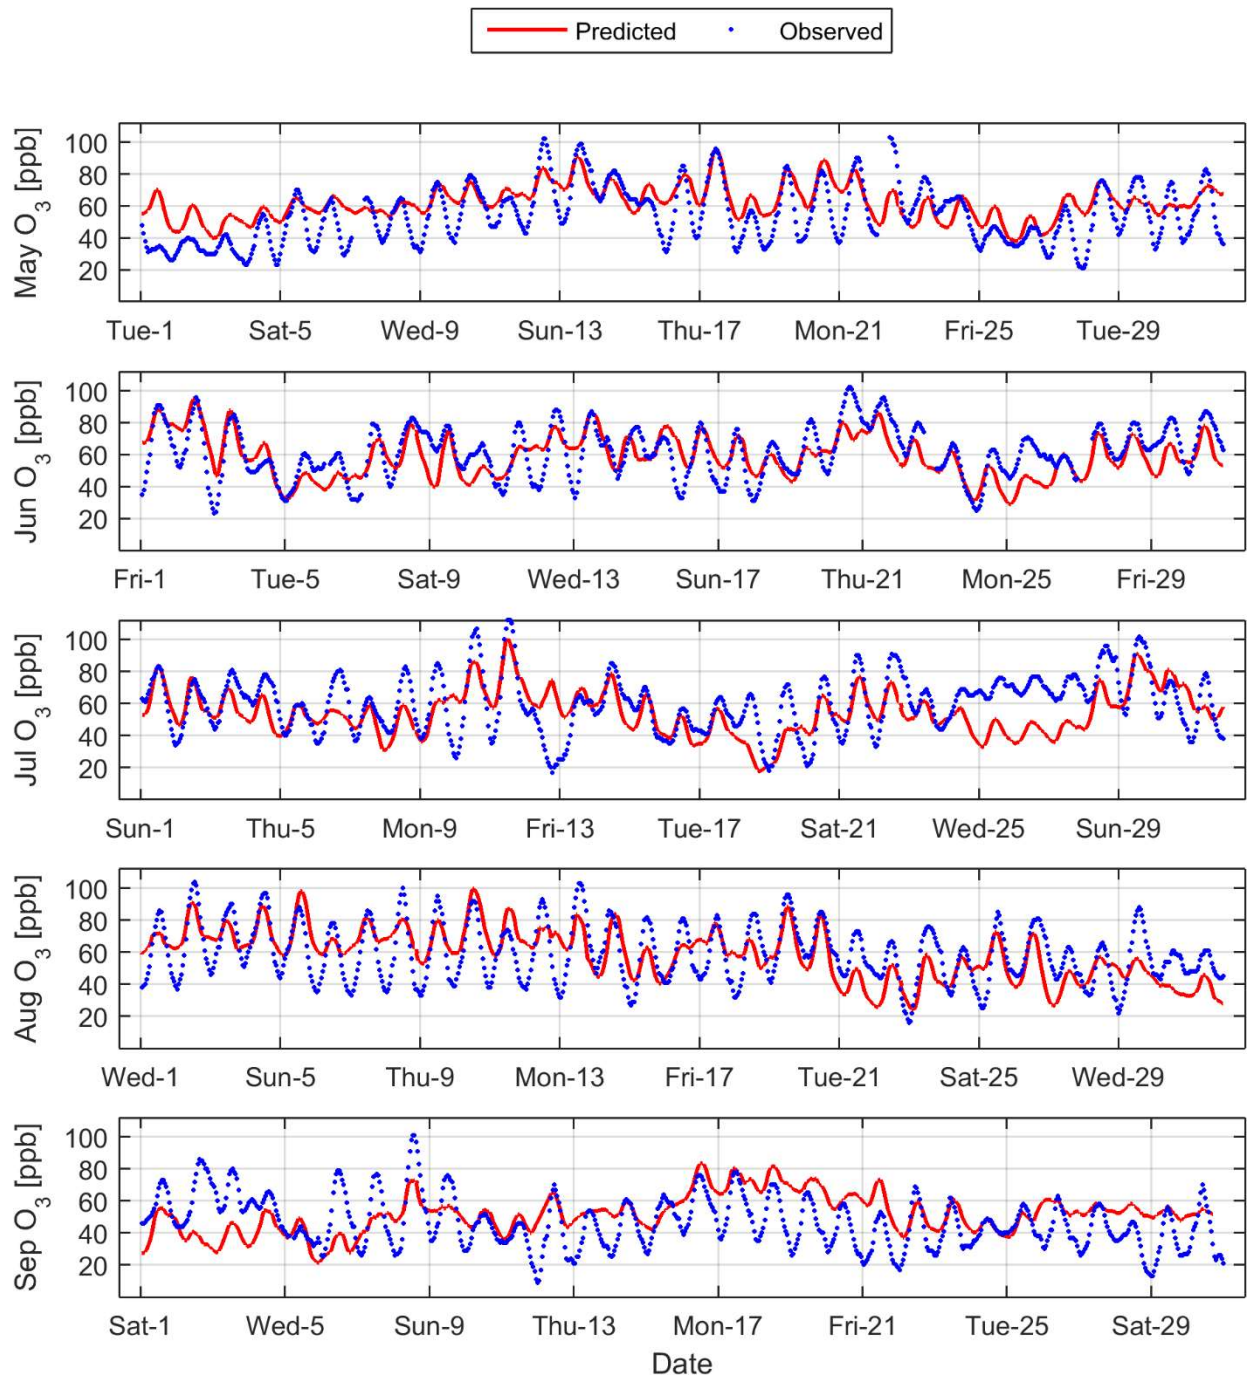 Predicted Observed
May O3 [ppb]
100
80
60
40
20
Tue-1 Sat-5 Wed-9 Sun-13 Thu-17 Mon-21 Fri-25 Tue-29
Jun O3 [ppb]
100
80
60
40
20
Fri-1 Tue-5 Sat-9 Wed-13 Sun-17 Thu-21 Mon-25 Fri-29
Jul O3 [ppb]
100
80
60
40
20
Sun-1 Thu-5 Mon-9 Fri-13 Tue-17 Sat-21 Wed-25 Sun-29
Aug O3 [ppb]
100
80
60
40
20
Wed-1 Sun-5 Thu-9 Mon-13 Fri-17 Tue-21 Sat-25 Wed-29
Sep O3 [ppb]
100
80
60
40
20
Sat-1 Wed-5 Sun-9 Thu-13 Mon-17 Fri-21 Tue-25 Sat-29
Date